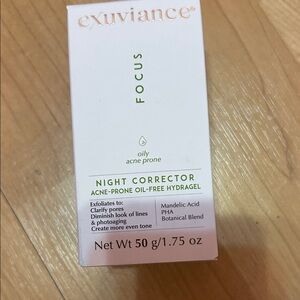 exuviance®
FOCUS
oily
acne prone
NIGHT CORRECTOR
ACNE-PRONE OIL-FREE HYDRAGEL
Exfoliates to:
Clarify pores
Diminish look of lines
& photoaging
Create more even tone
Mandelic Acid
PHA
Botanical Blend
Net Wt 50 g/1.75 oz